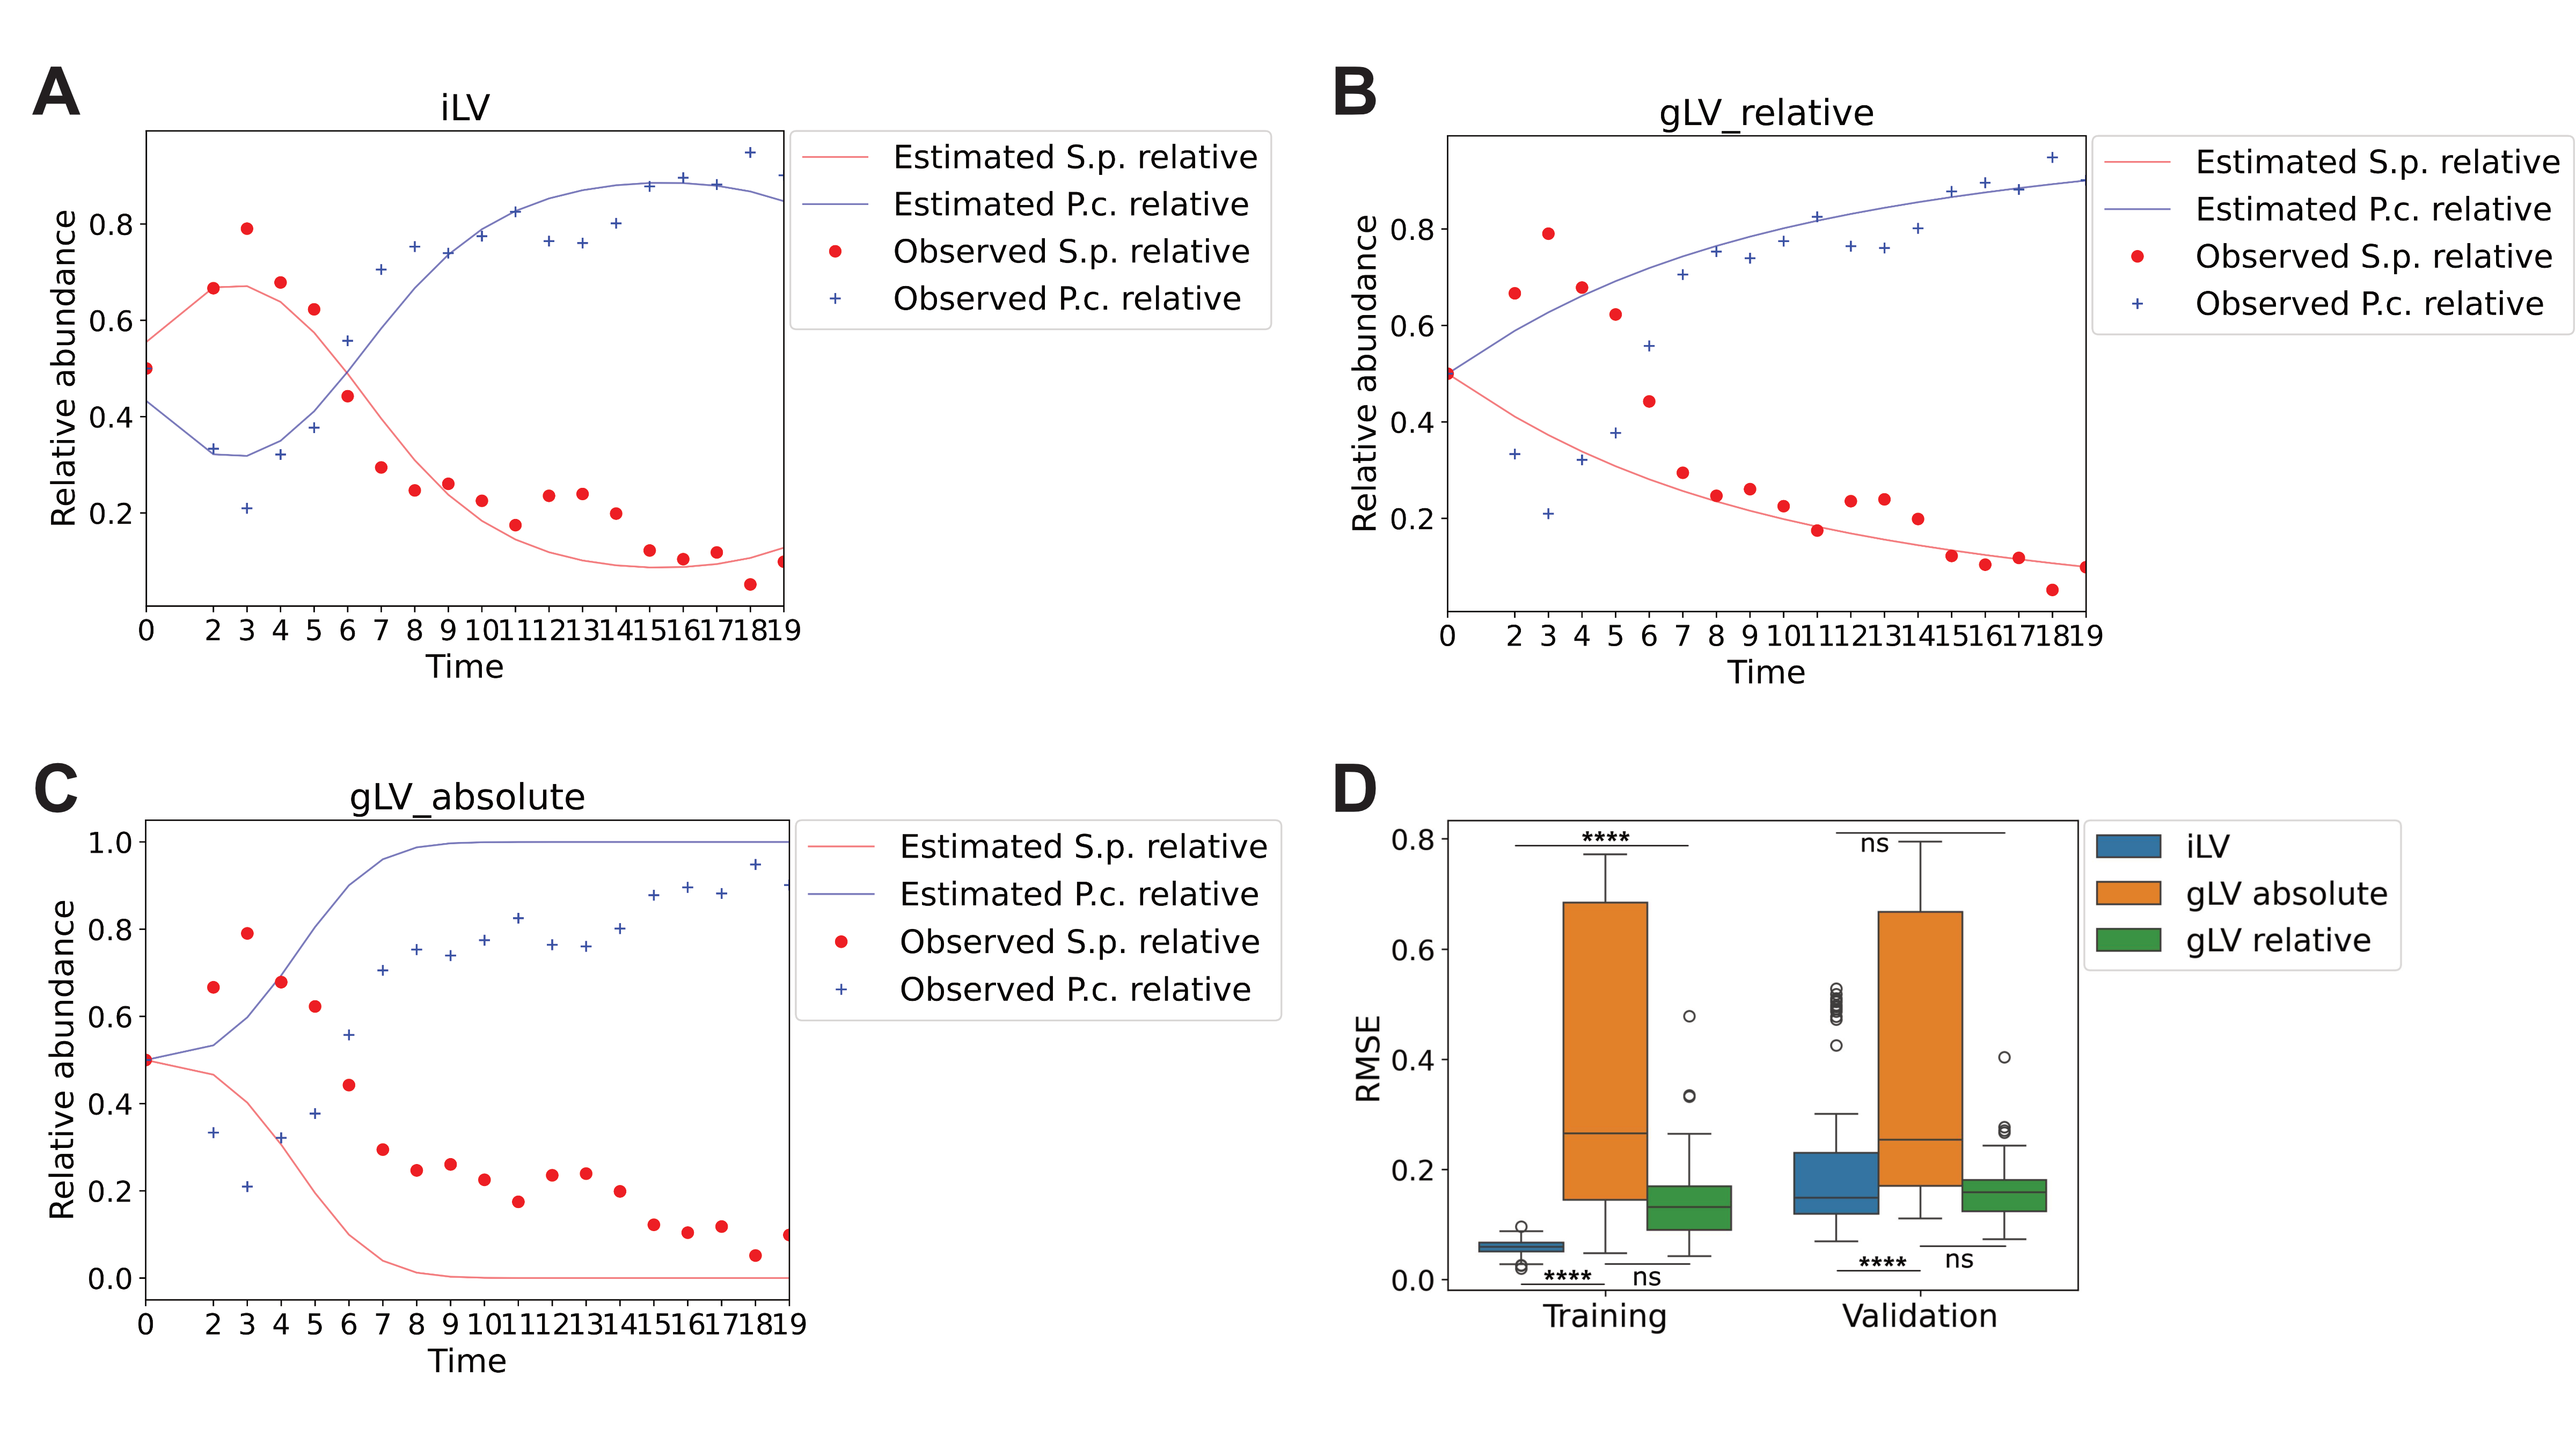 A
iLV
Relative abundance
0.8
0.6
0.4
0.2
0 2 3 4 5 6 7 8 9 10 11 12 13 14 15 16 17 18 19
Time
Estimated S.p. relative
Estimated P.c. relative
Observed S.p. relative
Observed P.c. relative
B
gLV_relative
Relative abundance
0.8
0.6
0.4
0.2
0 2 3 4 5 6 7 8 9 10 11 12 13 14 15 16 17 18 19
Time
Estimated S.p. relative
Estimated P.c. relative
Observed S.p. relative
Observed P.c. relative
C
gLV_absolute
Relative abundance
1.0
0.8
0.6
0.4
0.2
0.0
0 2 3 4 5 6 7 8 9 10 11 12 13 14 15 16 17 18 19
Time
Estimated S.p. relative
Estimated P.c. relative
Observed S.p. relative
Observed P.c. relative
D
RMSE
0.8
0.6
0.4
0.2
0.0
****
ns
****
ns
****
ns
Training
Validation
iLV
gLV absolute
gLV relative